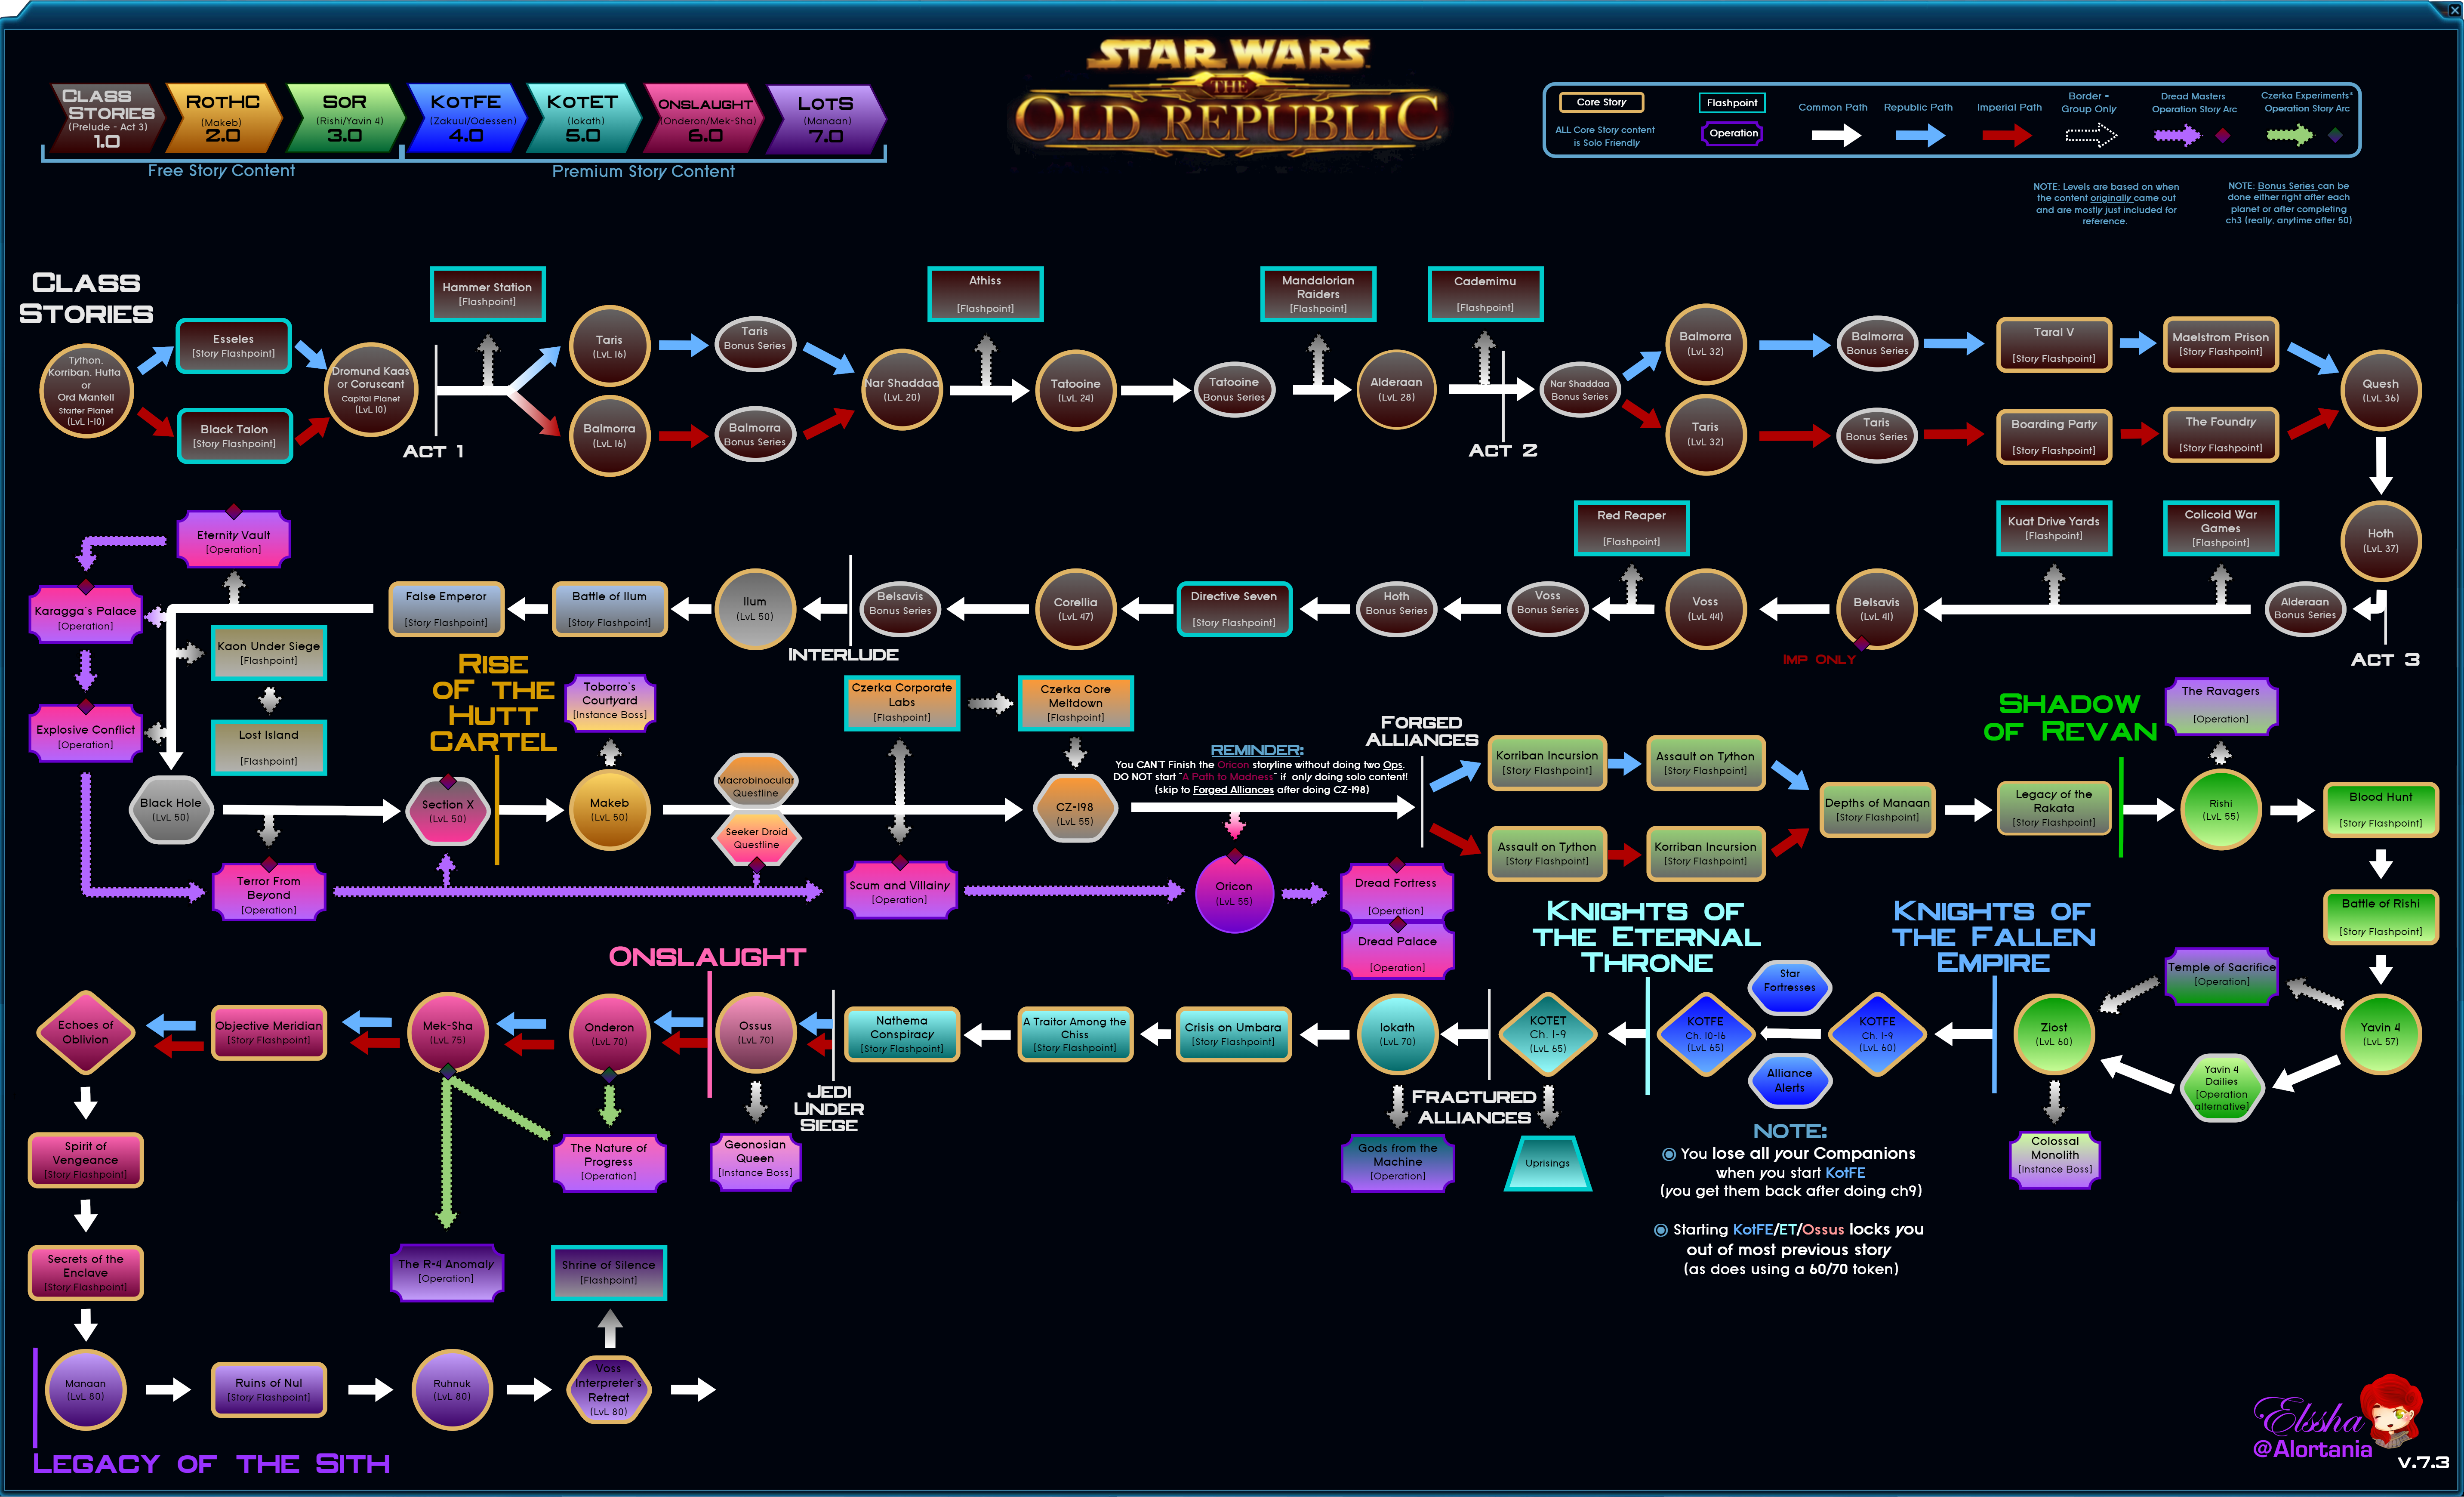 STAR WARS
THE
OLD REPUBLIC
CLASS
STORIES
(Prelude - Act 3)
1.0
RotHC
(Makeb)
2.0
SoR
(Rishi/Yavin 4)
3.0
KotFE
(Zakuul/Odessen)
4.0
KotET
(Iokath)
5.0
Onslaught
(Onderon/Mek-Sha)
6.0
LotS
(Manaan)
7.0
Free Story Content
Premium Story Content
Core Story
ALL Core Story content
is Solo Friendly
Flashpoint
Operation
Common Path
Republic Path
Imperial Path
Border =
Group Only
Dread Masters
Operation Story Arc
Czerka Experiments*
Operation Story Arc
NOTE: Levels are based on when
the content originally came out
and are mostly just included for
reference.
NOTE: Bonus Series can be
done either right after each
planet or after completing
ch3 (really, anytime after 50)
Class
Stories
Tython,
Korriban, Hutta
or
Ord Mantell
Starter Planet
(LvL 1-10)
Esseles
[Story Flashpoint]
Black Talon
[Story Flashpoint]
Dromund Kaas
or Coruscant
Capital Planet
(LvL 10)
Act 1
Hammer Station
[Flashpoint]
Taris
(LvL 16)
Taris
Bonus Series
Balmorra
(LvL 16)
Balmorra
Bonus Series
Nar Shaddaa
(LvL 20)
Athiss
[Flashpoint]
Tatooine
(LvL 24)
Tatooine
Bonus Series
Mandalorian
Raiders
[Flashpoint]
Alderaan
(LvL 28)
Cademimu
[Flashpoint]
Act 2
Nar Shaddaa
Bonus Series
Balmorra
(LvL 32)
Balmorra
Bonus Series
Taral V
[Story Flashpoint]
Maelstrom Prison
[Story Flashpoint]
Taris
(LvL 32)
Taris
Bonus Series
Boarding Party
[Story Flashpoint]
The Foundry
[Story Flashpoint]
Quesh
(LvL 36)
Hoth
(LvL 37)
Act 3
Alderaan
Bonus Series
Colicoid War
Games
[Flashpoint]
Kuat Drive Yards
[Flashpoint]
Belsavis
(LvL 41)
Imp Only
Voss
(LvL 44)
Red Reaper
[Flashpoint]
Voss
Bonus Series
Hoth
Bonus Series
Directive Seven
[Story Flashpoint]
Corellia
(LvL 47)
Belsavis
Bonus Series
Interlude
Ilum
(LvL 50)
Battle of Ilum
[Story Flashpoint]
False Emperor
[Story Flashpoint]
Eternity Vault
[Operation]
Karagga's Palace
[Operation]
Kaon Under Siege
[Flashpoint]
Explosive Conflict
[Operation]
Lost Island
[Flashpoint]
Black Hole
(LvL 50)
Terror From
Beyond
[Operation]
Section X
(LvL 50)
Rise
of the
Hutt
Cartel
Toborro's
Courtyard
[Instance Boss]
Makeb
(LvL 50)
Macrobinocular
Questline
Seeker Droid
Questline
Czerka Corporate
Labs
[Flashpoint]
Czerka Core
Meltdown
[Flashpoint]
Scum and Villainy
[Operation]
CZ-198
(LvL 55)
REMINDER:
You CAN'T Finish the Oricon storyline without doing two Ops.
DO NOT start "A Path to Madness" if only doing solo content!
(skip to Forged Alliances after doing CZ-198)
Oricon
(LvL 55)
Dread Fortress
[Operation]
Dread Palace
[Operation]
Forged
Alliances
Korriban Incursion
[Story Flashpoint]
Assault on Tython
[Story Flashpoint]
Assault on Tython
[Story Flashpoint]
Korriban Incursion
[Story Flashpoint]
Depths of Manaan
[Story Flashpoint]
Legacy of the
Rakata
[Story Flashpoint]
Shadow
of Revan
The Ravagers
[Operation]
Rishi
(LvL 55)
Blood Hunt
[Story Flashpoint]
Battle of Rishi
[Story Flashpoint]
Yavin 4
(LvL 57)
Temple of Sacrifice
[Operation]
Yavin 4
Dailies
[Operation
alternative]
Ziost
(LvL 60)
Colossal
Monolith
[Instance Boss]
Knights of
the Fallen
Empire
KOTFE
Ch. 1-9
(LvL 60)
Star
Fortresses
Alliance
Alerts
KOTFE
Ch. 10-16
(LvL 65)
Knights of
the Eternal
Throne
KOTET
Ch. 1-9
(LvL 65)
Uprisings
NOTE:
You lose all your Companions
when you start KotFE
(you get them back after doing ch9)
Starting KotFE/ET/Ossus locks you
out of most previous story
(as does using a 60/70 token)
Fractured
Alliances
Iokath
(LvL 70)
Gods from the
Machine
[Operation]
Crisis on Umbara
[Story Flashpoint]
A Traitor Among the
Chiss
[Story Flashpoint]
Nathema
Conspiracy
[Story Flashpoint]
Jedi
Under
Siege
Ossus
(LvL 70)
Geonosian
Queen
[Instance Boss]
Onslaught
Onderon
(LvL 70)
The Nature of
Progress
[Operation]
Mek-Sha
(LvL 75)
The R-4 Anomaly
[Operation]
Objective Meridian
[Story Flashpoint]
Echoes of
Oblivion
Spirit of
Vengeance
[Story Flashpoint]
Secrets of the
Enclave
[Story Flashpoint]
Manaan
(LvL 80)
Ruins of Nul
[Story Flashpoint]
Ruhnuk
(LvL 80)
Voss
Interpreter's
Retreat
(LvL 80)
Shrine of Silence
[Flashpoint]
Legacy of the Sith
Elssha
@Alortania
v.7.3